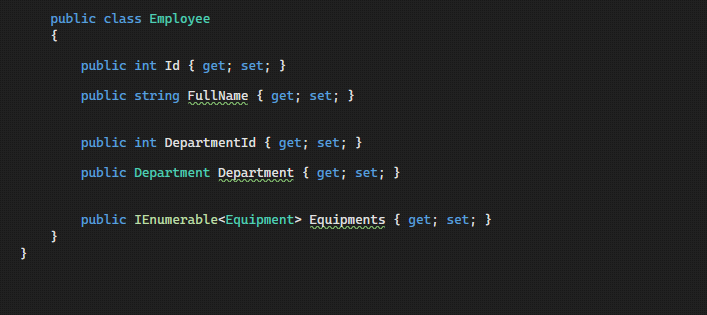 public class Employee
{
public int Id { get; set; }
public string FullName { get; set; }
public int DepartmentId { get; set; }
public Department Department { get; set; }
public IEnumerable<Equipment> Equipments { get; set; }
}
}